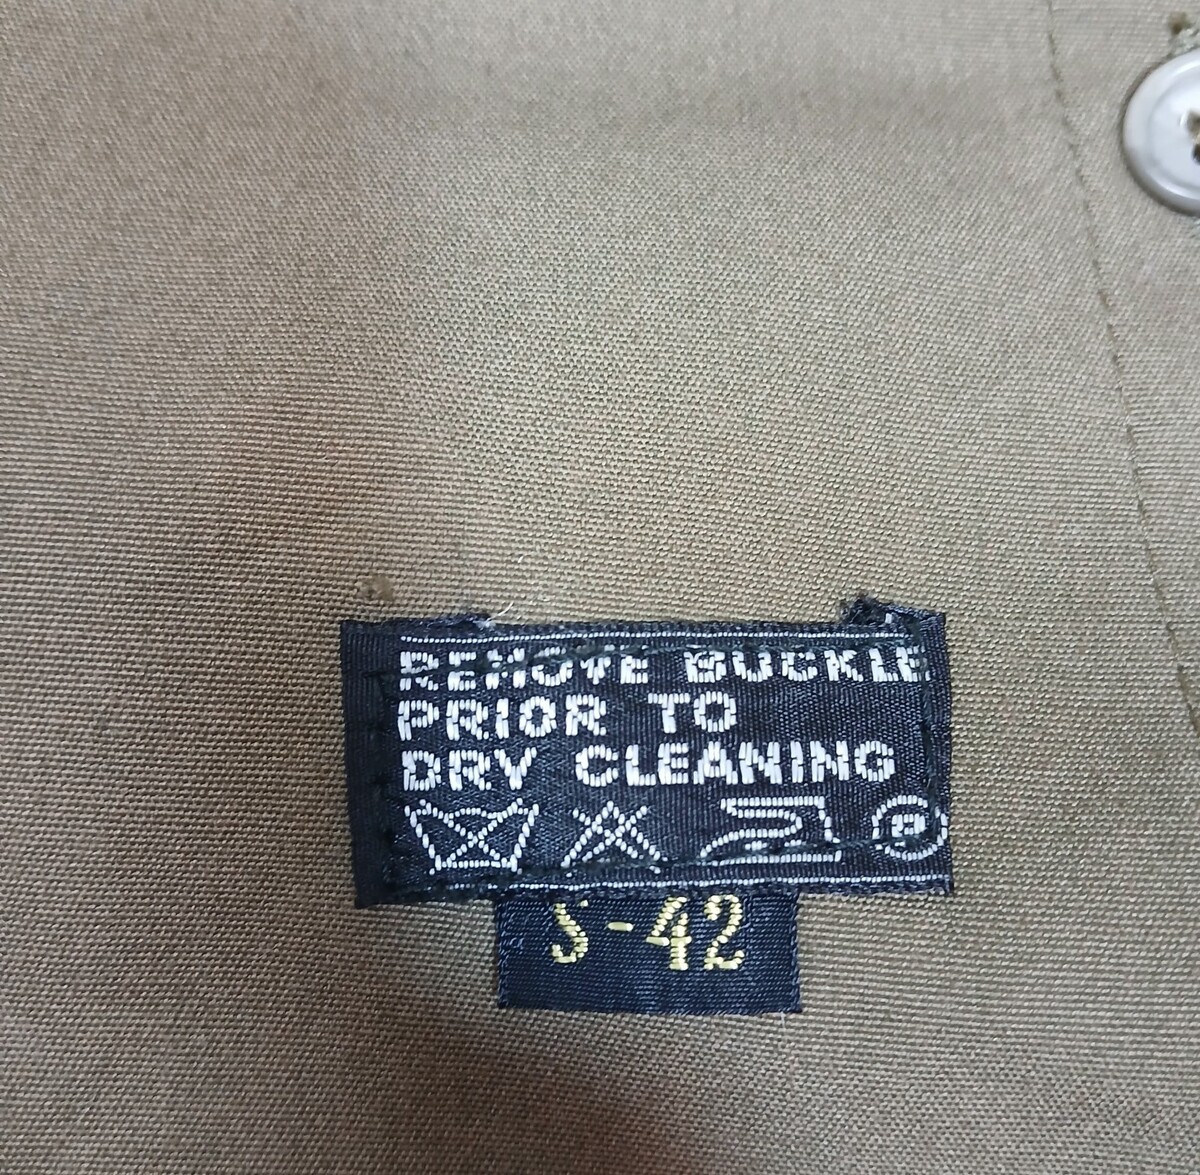 REMOVE BUCKLE
PRIOR TO
DRY CLEANING
P
S-42